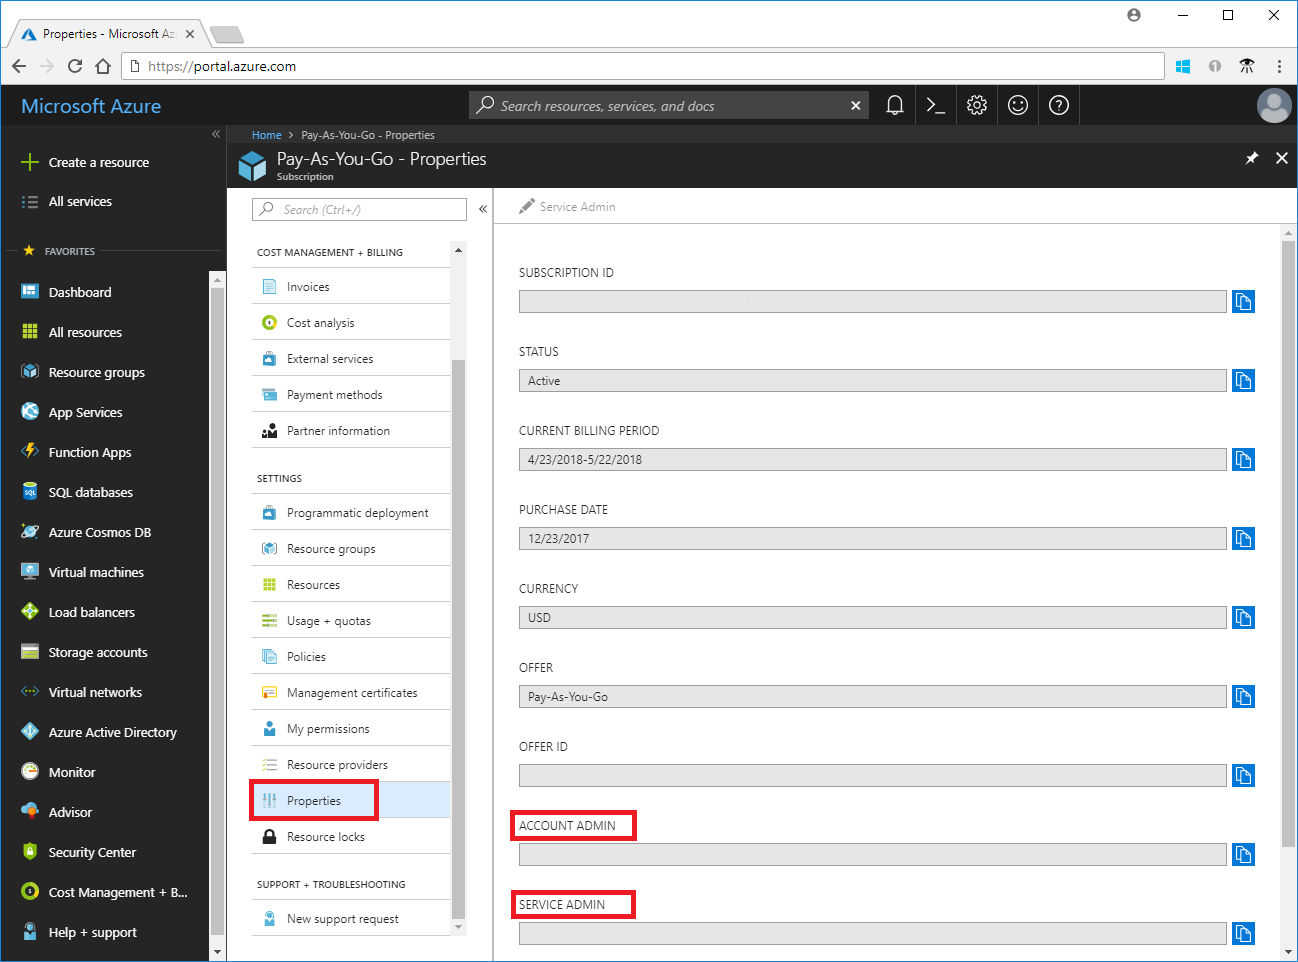 Properties - Microsoft Az
https://portal.azure.com
Microsoft Azure
Search resources, services, and docs
Home > Pay-As-You-Go - Properties
Pay-As-You-Go - Properties
Subscription
Create a resource
All services
FAVORITES
Dashboard
All resources
Resource groups
App Services
Function Apps
SQL databases
Azure Cosmos DB
Virtual machines
Load balancers
Storage accounts
Virtual networks
Azure Active Directory
Monitor
Advisor
Security Center
Cost Management + B...
Help + support
Search (Ctrl+/)
COST MANAGEMENT + BILLING
Invoices
Cost analysis
External services
Payment methods
Partner information
SETTINGS
Programmatic deployment
Resource groups
Resources
Usage + quotas
Policies
Management certificates
My permissions
Resource providers
Properties
Resource locks
SUPPORT + TROUBLESHOOTING
New support request
Service Admin
SUBSCRIPTION ID
STATUS
Active
CURRENT BILLING PERIOD
4/23/2018-5/22/2018
PURCHASE DATE
12/23/2017
CURRENCY
USD
OFFER
Pay-As-You-Go
OFFER ID
ACCOUNT ADMIN
SERVICE ADMIN